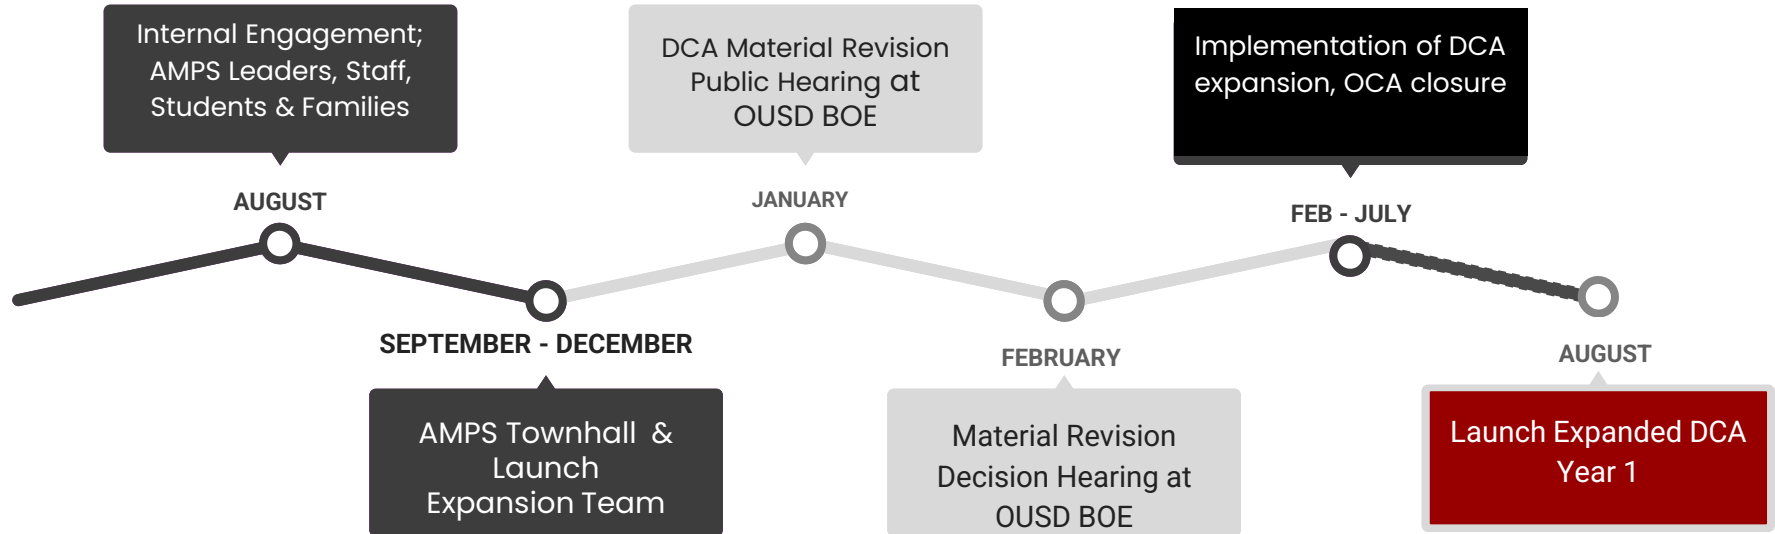 Internal Engagement;
AMPS Leaders, Staff,
Students & Families
AUGUST
SEPTEMBER - DECEMBER
AMPS Townhall & 
Launch
Expansion Team
DCA Material Revision
Public Hearing at
OUSD BOE
JANUARY
FEBRUARY
Material Revision
Decision Hearing at
OUSD BOE
Implementation of DCA
expansion, OCA closure
FEB - JULY
AUGUST
Launch Expanded DCA
Year 1